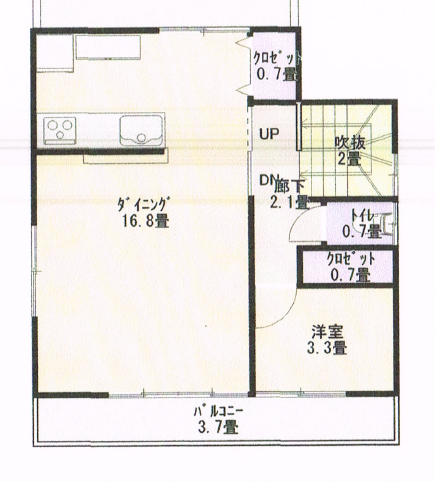 クロゼット
0.7畳
UP
吹抜
2畳
DN
廊下
2.1畳
ダイニング
16.8畳
トイレ
0.7畳
クロゼット
0.7畳
洋室
3.3畳
バルコニー
3.7畳